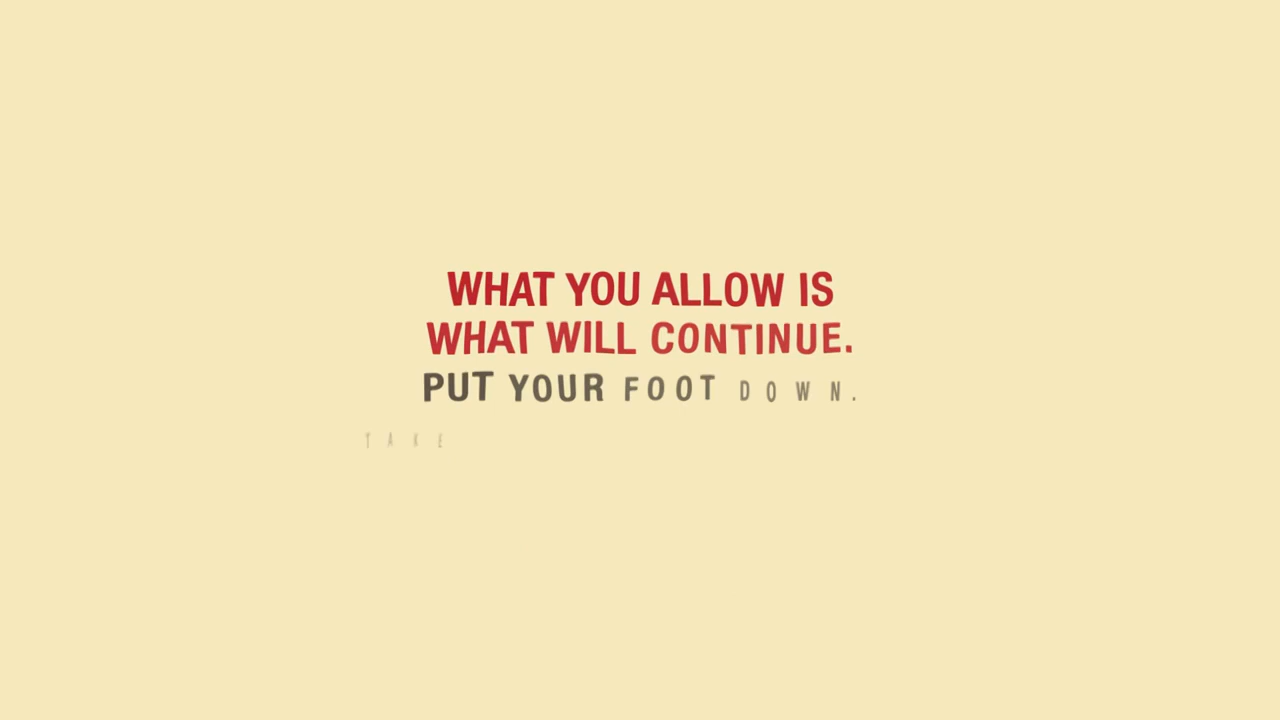 WHAT YOU ALLOW IS
WHAT WILL CONTINUE.
PUT YOUR FOOT DOWN.
TAKE